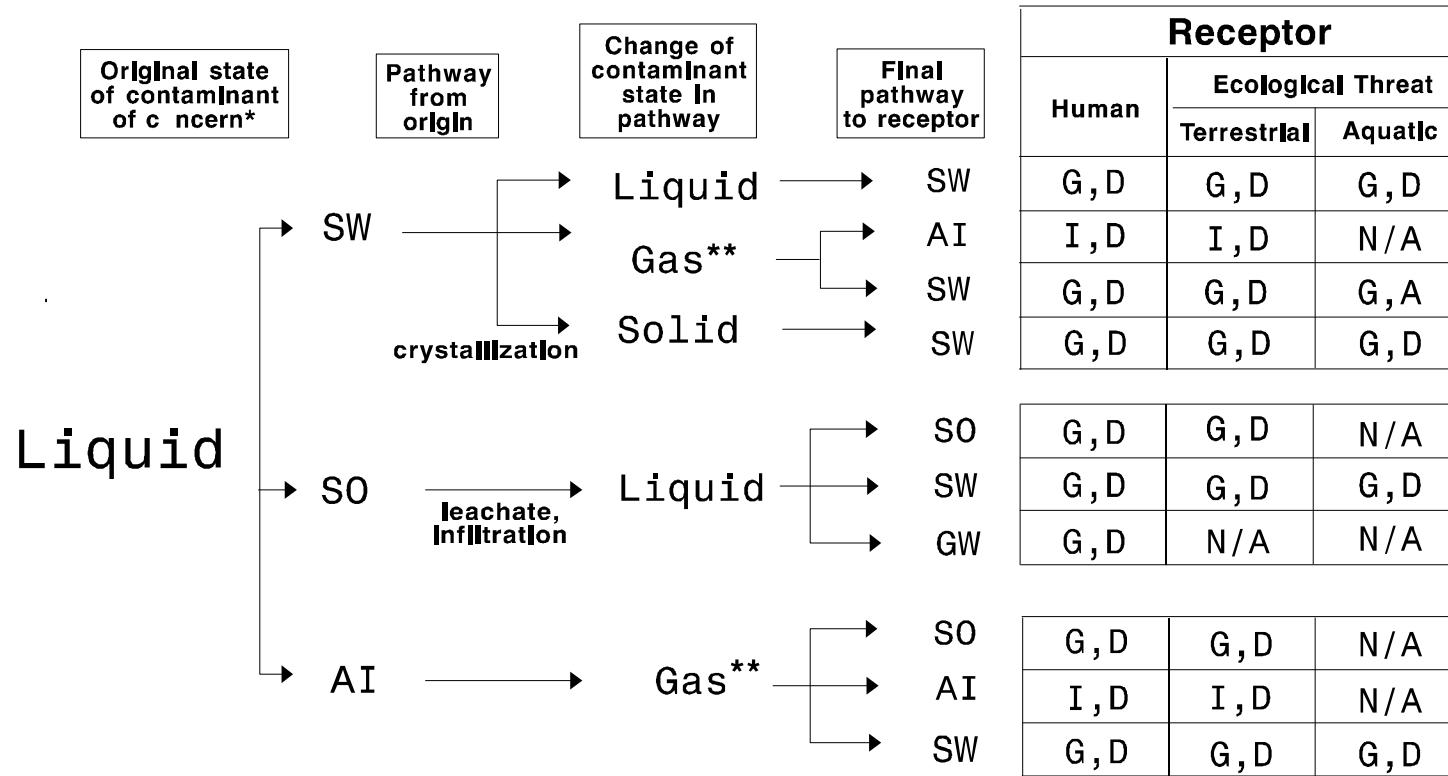 Original state
of contaminant
of c ncern*
Pathway
from
origin
Change of
contaminant
state in
pathway
Final
pathway
to receptor
Receptor
Human
Ecological Threat
Terrestrial
Aquatic
Liquid
SW
crystallization
Liquid
SW
G,D G,D G,D
Gas**
AI
I,D I,D N/A
SW
G,D G,D G,A
Solid
SW
G,D G,D G,D
SO
leachate,
infiltration
Liquid
SO
G,D G,D N/A
SW
G,D G,D G,D
GW
G,D N/A N/A
AI
Gas**
SO
G,D G,D N/A
AI
I,D I,D N/A
SW
G,D G,D G,D